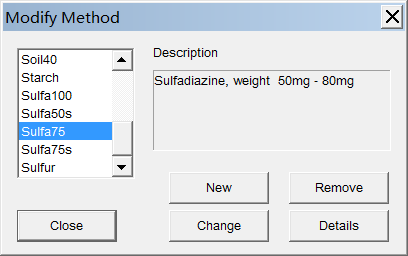 Modify Method
Description
Soil40
Starch
Sulfa100
Sulfa50s
Sulfa75
Sulfa75s
Sulfur
Sulfadiazine, weight  50mg - 80mg
New
Remove
Close
Change
Details